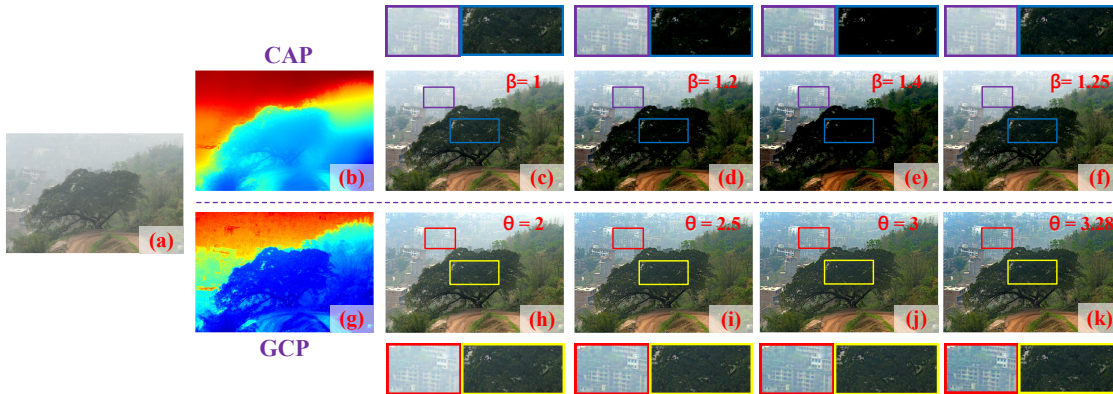 CAP
β= 1
β= 1.2
β= 1.4
β= 1.25
(a)
(b)
(c)
(d)
(e)
(f)
θ = 2
θ = 2.5
θ = 3
θ = 3.28
(g)
(h)
(i)
(j)
(k)
GCP